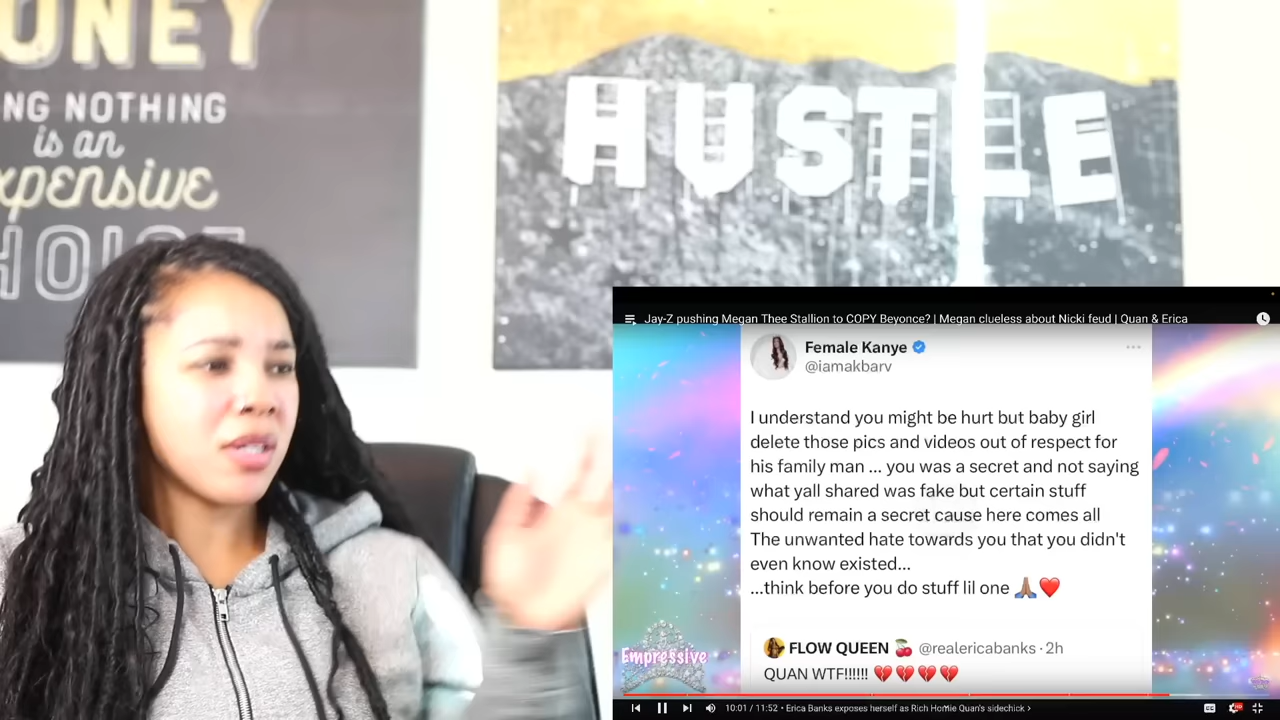 ONEY
NG NOTHING
is an
xpensive
HOICE
HUSTLE
Jay-Z pushing Megan Thee Stallion to COPY Beyonce? | Megan clueless about Nicki feud | Quan & Erica
Female Kanye
@iamakbarv
I understand you might be hurt but baby girl
delete those pics and videos out of respect for
his family man ... you was a secret and not saying
what yall shared was fake but certain stuff
should remain a secret cause here comes all
The unwanted hate towards you that you didn't
even know existed...
...think before you do stuff lil one 🙏🏽❤️
FLOW QUEEN 🍒 @realericabanks · 2h
QUAN WTF!!!!!! 💔💔💔💔
Empressive
10:01 / 11:52 • Erica Banks exposes herself as Rich Homie Quan's sidechick >